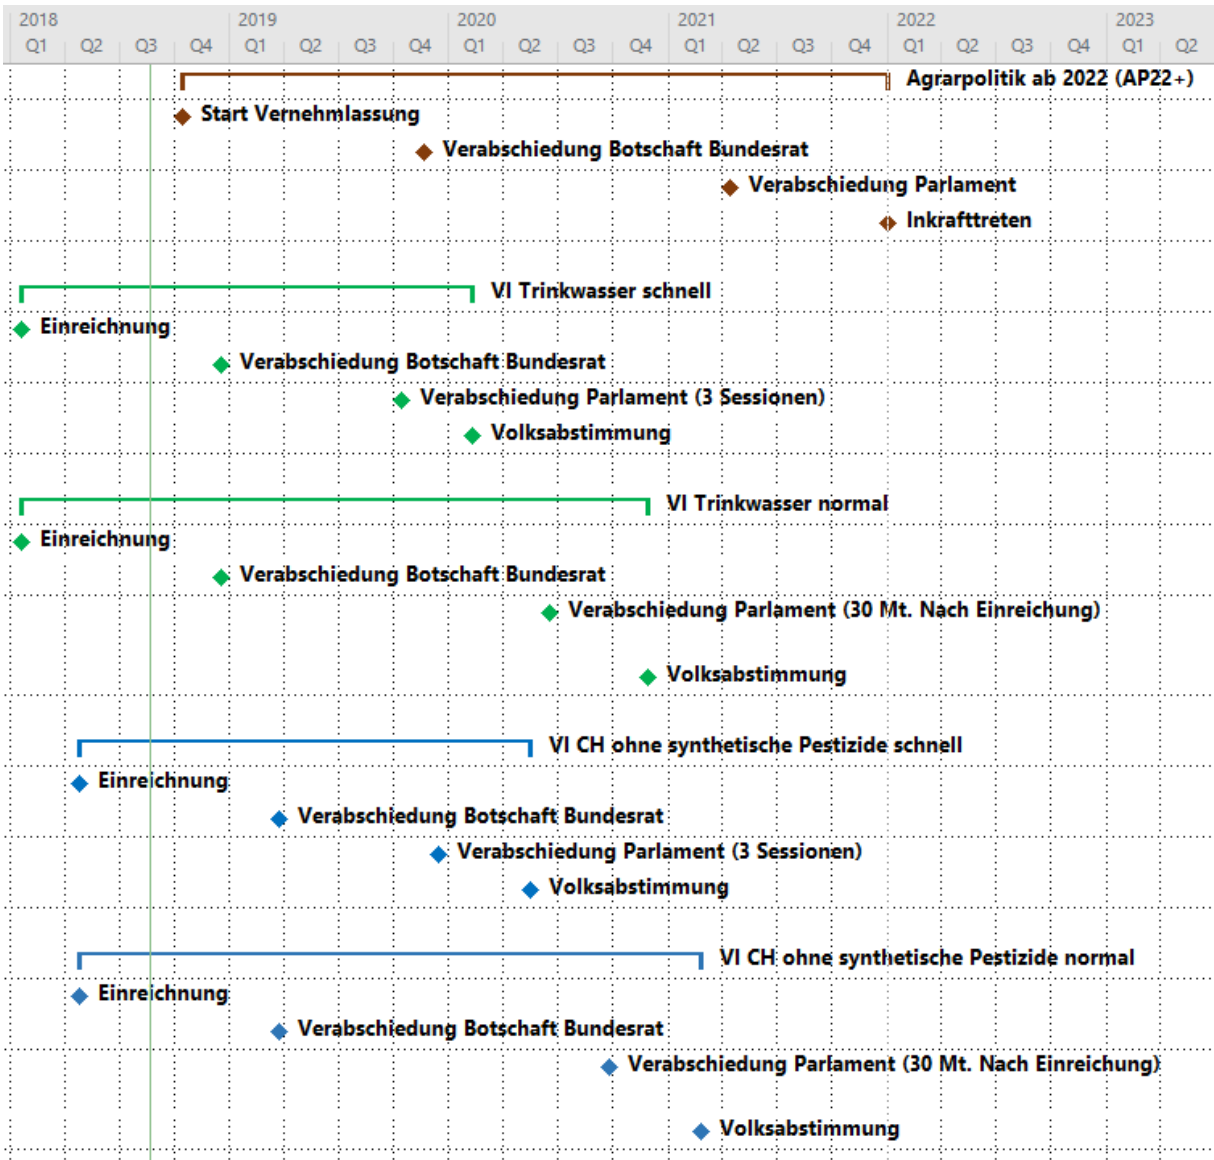 2018 2019 2020 2021 2022 2023
Q1 Q2 Q3 Q4 Q1 Q2 Q3 Q4 Q1 Q2 Q3 Q4 Q1 Q2 Q3 Q4 Q1 Q2 Q3 Q4 Q1 Q2
Agrarpolitik ab 2022 (AP22+)
Start Vernehmlassung
Verabschiedung Botschaft Bundesrat
Verabschiedung Parlament
Inkrafttreten
VI Trinkwasser schnell
Einreichnung
Verabschiedung Botschaft Bundesrat
Verabschiedung Parlament (3 Sessionen)
Volksabstimmung
VI Trinkwasser normal
Einreichnung
Verabschiedung Botschaft Bundesrat
Verabschiedung Parlament (30 Mt. Nach Einreichung)
Volksabstimmung
VI CH ohne synthetische Pestizide schnell
Einreichnung
Verabschiedung Botschaft Bundesrat
Verabschiedung Parlament (3 Sessionen)
Volksabstimmung
VI CH ohne synthetische Pestizide normal
Einreichnung
Verabschiedung Botschaft Bundesrat
Verabschiedung Parlament (30 Mt. Nach Einreichung)
Volksabstimmung